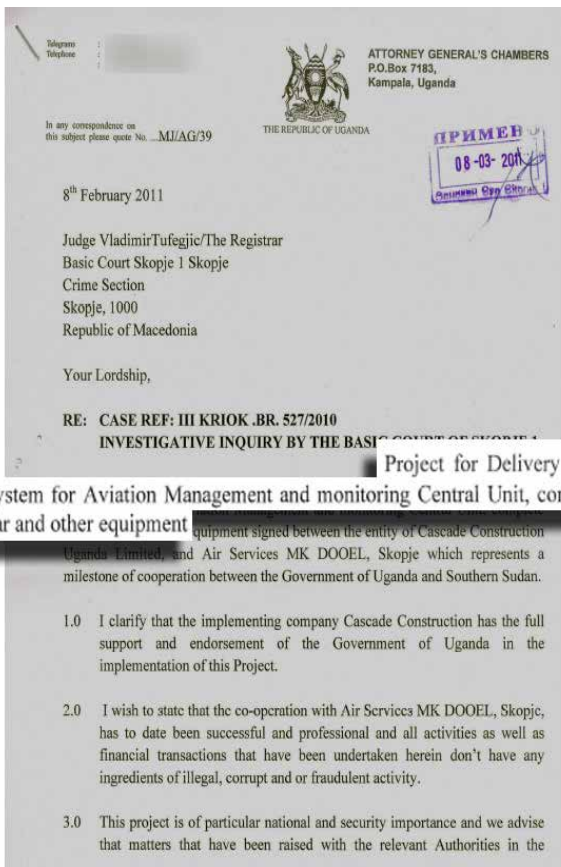 Telegrams :
Telephone :
:
ATTORNEY GENERAL'S CHAMBERS
P.O.Box 7183,
Kampala, Uganda
In any correspondence on
this subject please quote No. ...MJ/AG/39
THE REPUBLIC OF UGANDA
ПРИМЕН
08-03-2011
8th February 2011
Judge VladimirTufegjic/The Registrar
Basic Court Skopje 1 Skopje
Crime Section
Skopje, 1000
Republic of Macedonia
Your Lordship,
RE: CASE REF: III KRIOK .BR. 527/2010
INVESTIGATIVE INQUIRY BY THE BASIC COURT OF SKOPJE 1
Project for Delivery
ystem for Aviation Management and monitoring Central Unit, co
ar and other equipment
quipment signed between the entity of Cascade Construction
Uganda Limited, and Air Services MK DOOEL, Skopje which represents a
milestone of cooperation between the Government of Uganda and Southern Sudan.
1.0 I clarify that the implementing company Cascade Construction has the full
support and endorsement of the Government of Uganda in the
implementation of this Project.
2.0 I wish to state that the co-operation with Air Services MK DOOEL, Skopje,
has to date been successful and professional and all activities as well as
financial transactions that have been undertaken herein don't have any
ingredients of illegal, corrupt and or fraudulent activity.
3.0 This project is of particular national and security importance and we advise
that matters that have been raised with the relevant Authorities in the